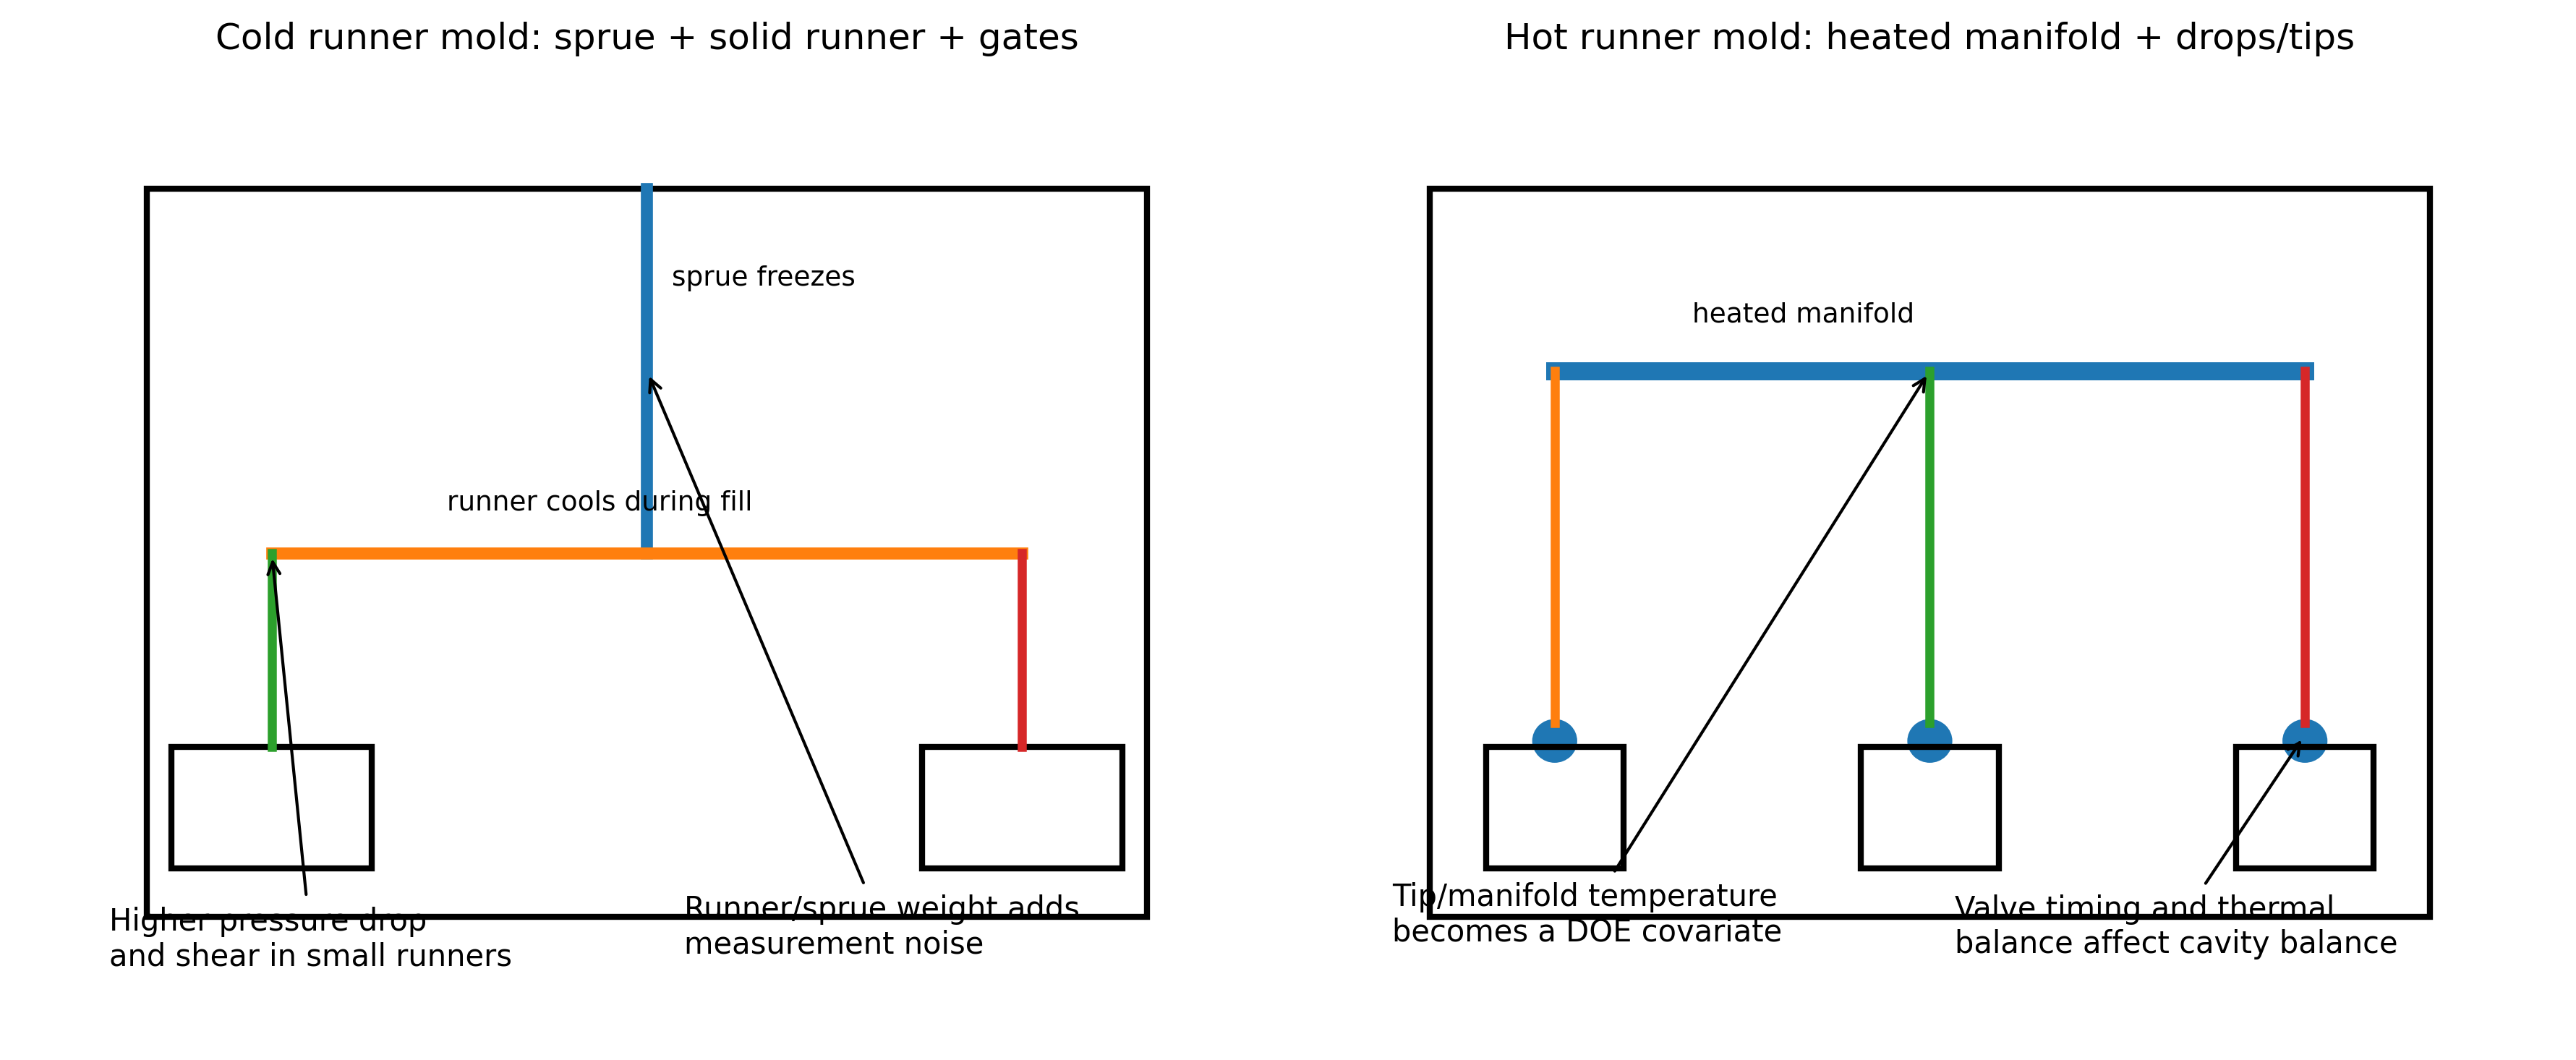 Cold runner mold: sprue + solid runner + gates
sprue freezes
runner cools during fill
Higher pressure drop
and shear in small runners
Runner/sprue weight adds
measurement noise
Hot runner mold: heated manifold + drops/tips
heated manifold
Tip/manifold temperature
becomes a DOE covariate
Valve timing and thermal
balance affect cavity balance